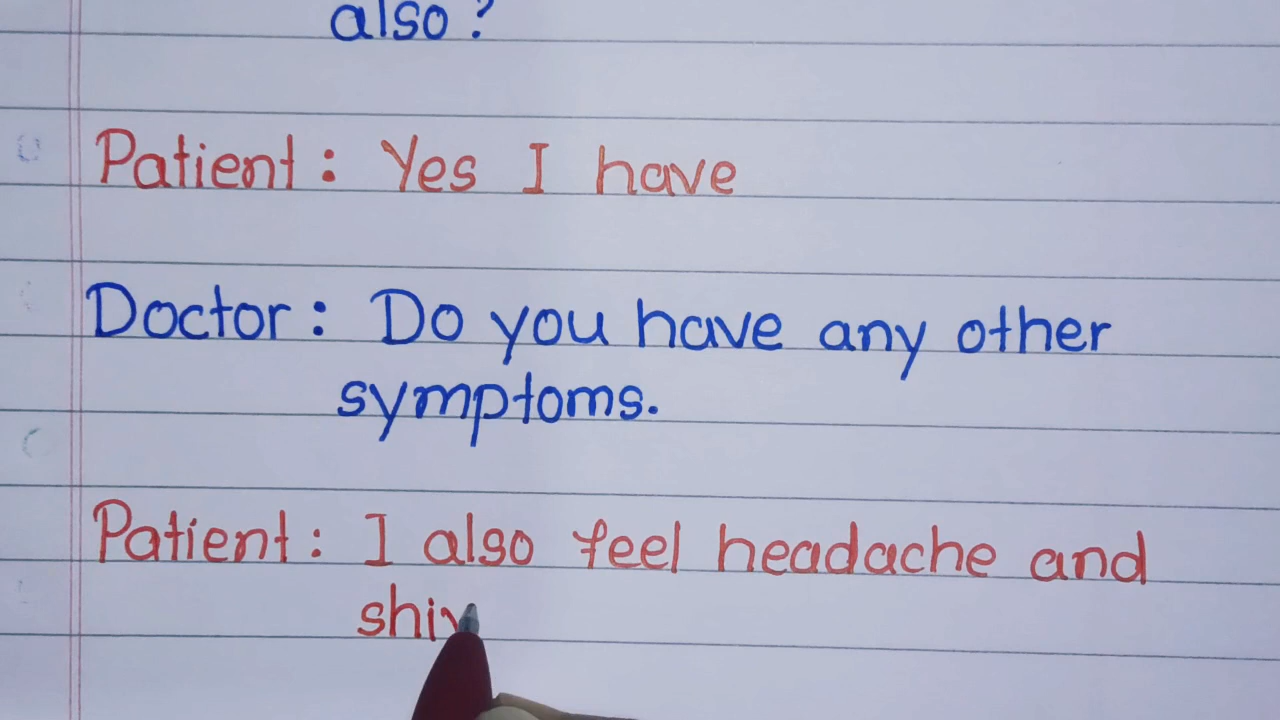 also?
Patient: Yes I have
Doctor: Do you have any other
symptoms.
Patient: I also feel headache and